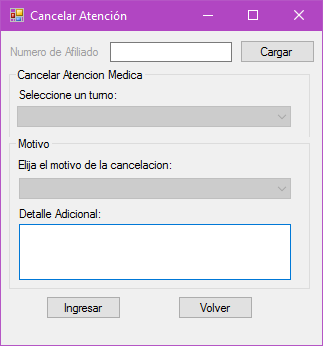 Cancelar Atención
Numero de Afiliado Cargar
Cancelar Atencion Medica
Seleccione un turno:
Motivo
Elija el motivo de la cancelacion:
Detalle Adicional:
Ingresar Volver